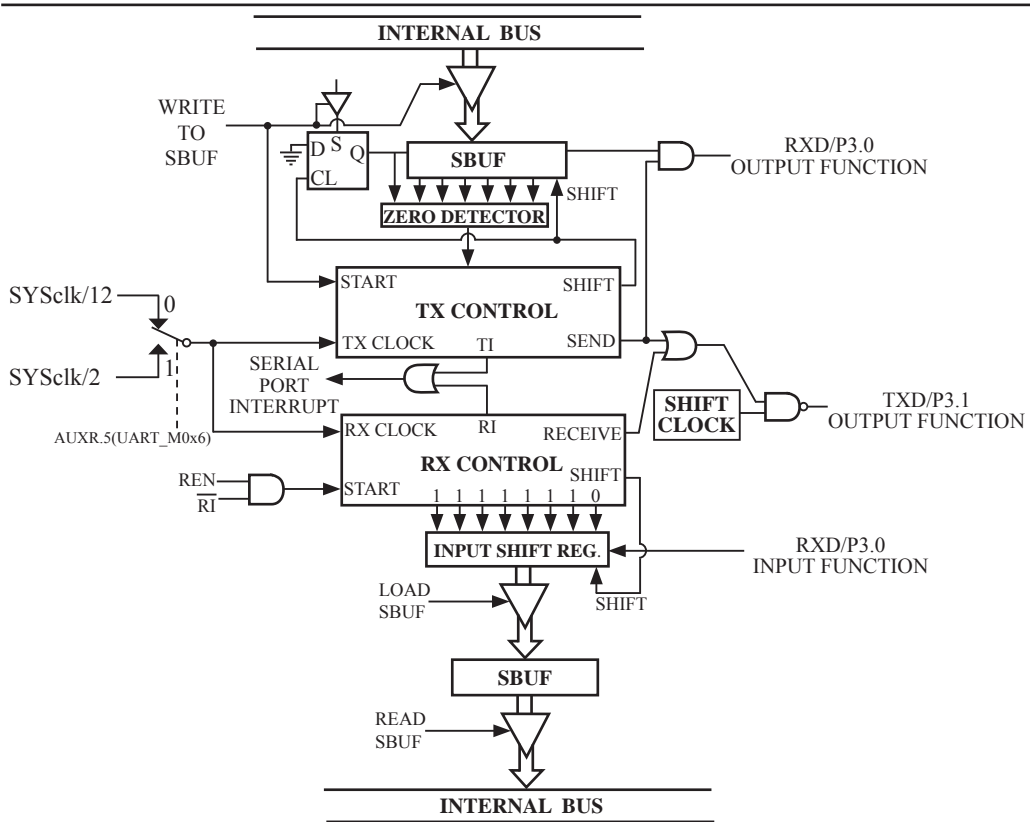 INTERNAL BUS
WRITE
TO
SBUF
D S Q
CL
SBUF
SHIFT
RXD/P3.0
OUTPUT FUNCTION
ZERO DETECTOR
START
SHIFT
TX CONTROL
TX CLOCK
TI
SEND
SYSclk/12
0
SYSclk/2
1
AUXR.5(UART_M0x6)
SERIAL
PORT
INTERRUPT
SHIFT
CLOCK
TXD/P3.1
OUTPUT FUNCTION
RX CLOCK
RI
RECEIVE
RX CONTROL
SHIFT
REN
R̅I̅
START
1 1 1 1 1 1 1 0
INPUT SHIFT REG.
RXD/P3.0
INPUT FUNCTION
LOAD
SBUF
SHIFT
SBUF
READ
SBUF
INTERNAL BUS